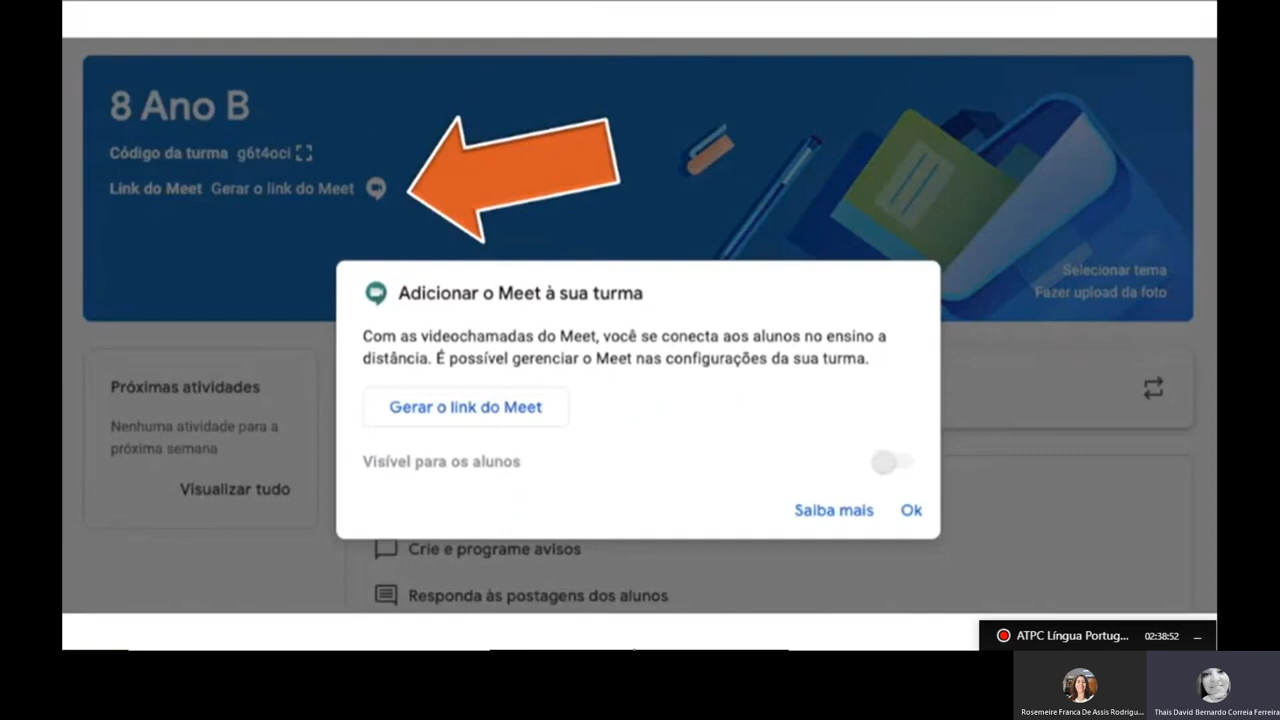 8 Ano B
Código da turma g6t4oci
Link do Meet Gerar o link do Meet
Selecionar tema
Fazer upload da foto
Adicionar o Meet à sua turma
Com as videochamadas do Meet, você se conecta aos alunos no ensino a
distância. É possível gerenciar o Meet nas configurações da sua turma.
Gerar o link do Meet
Visível para os alunos
Saiba mais Ok
Próximas atividades
Nenhuma atividade para a
próxima semana
Visualizar tudo
Crie e programe avisos
Responda às postagens dos alunos
ATPC Língua Portug... 02:38:52
Rosemeire Franca De Assis Rodrigu...
Thais David Bernardo Correia Ferreira